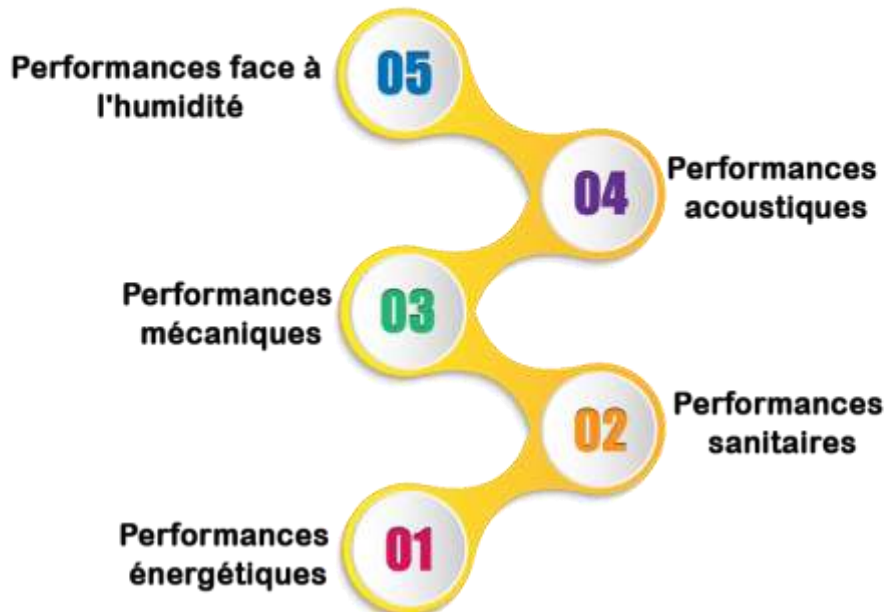 Performances face à
l'humidité
05
04
Performances
acoustiques
Performances
mécaniques
03
02
Performances
sanitaires
Performances
énergétiques
01